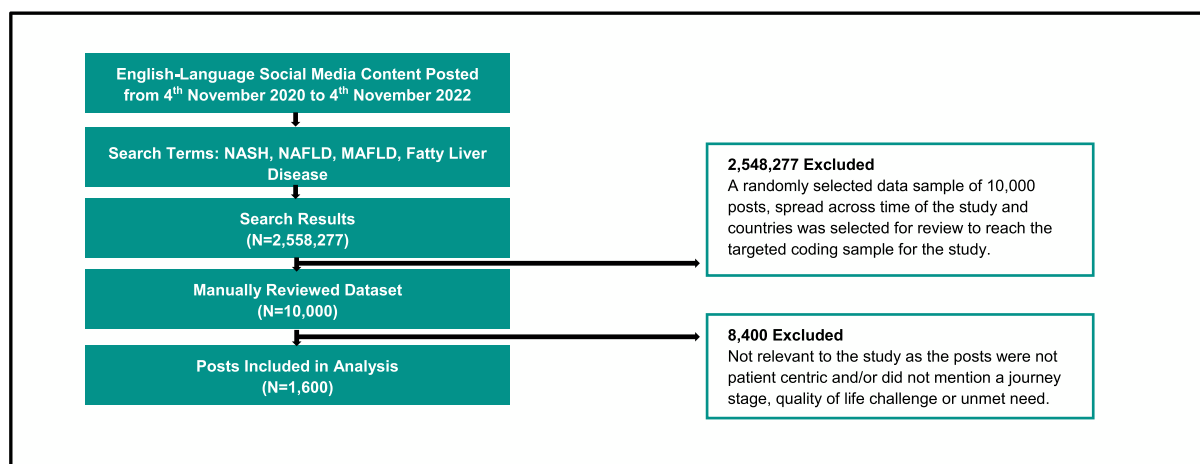 English-Language Social Media Content Posted
from 4th November 2020 to 4th November 2022
Search Terms: NASH, NAFLD, MAFLD, Fatty Liver
Disease
Search Results
(N=2,558,277)
2,548,277 Excluded
A randomly selected data sample of 10,000
posts, spread across time of the study and
countries was selected for review to reach the
targeted coding sample for the study.
Manually Reviewed Dataset
(N=10,000)
8,400 Excluded
Not relevant to the study as the posts were not
patient centric and/or did not mention a journey
stage, quality of life challenge or unmet need.
Posts Included in Analysis
(N=1,600)